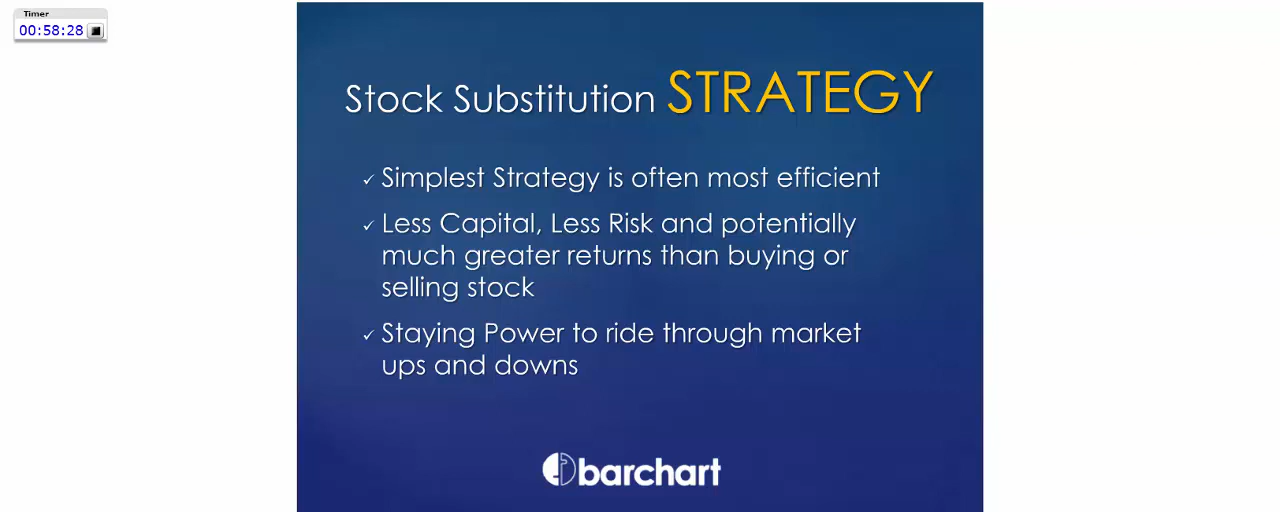 Timer
00:58:28
Stock Substitution STRATEGY
✓ Simplest Strategy is often most efficient
✓ Less Capital, Less Risk and potentially
much greater returns than buying or
selling stock
✓ Staying Power to ride through market
ups and downs
barchart